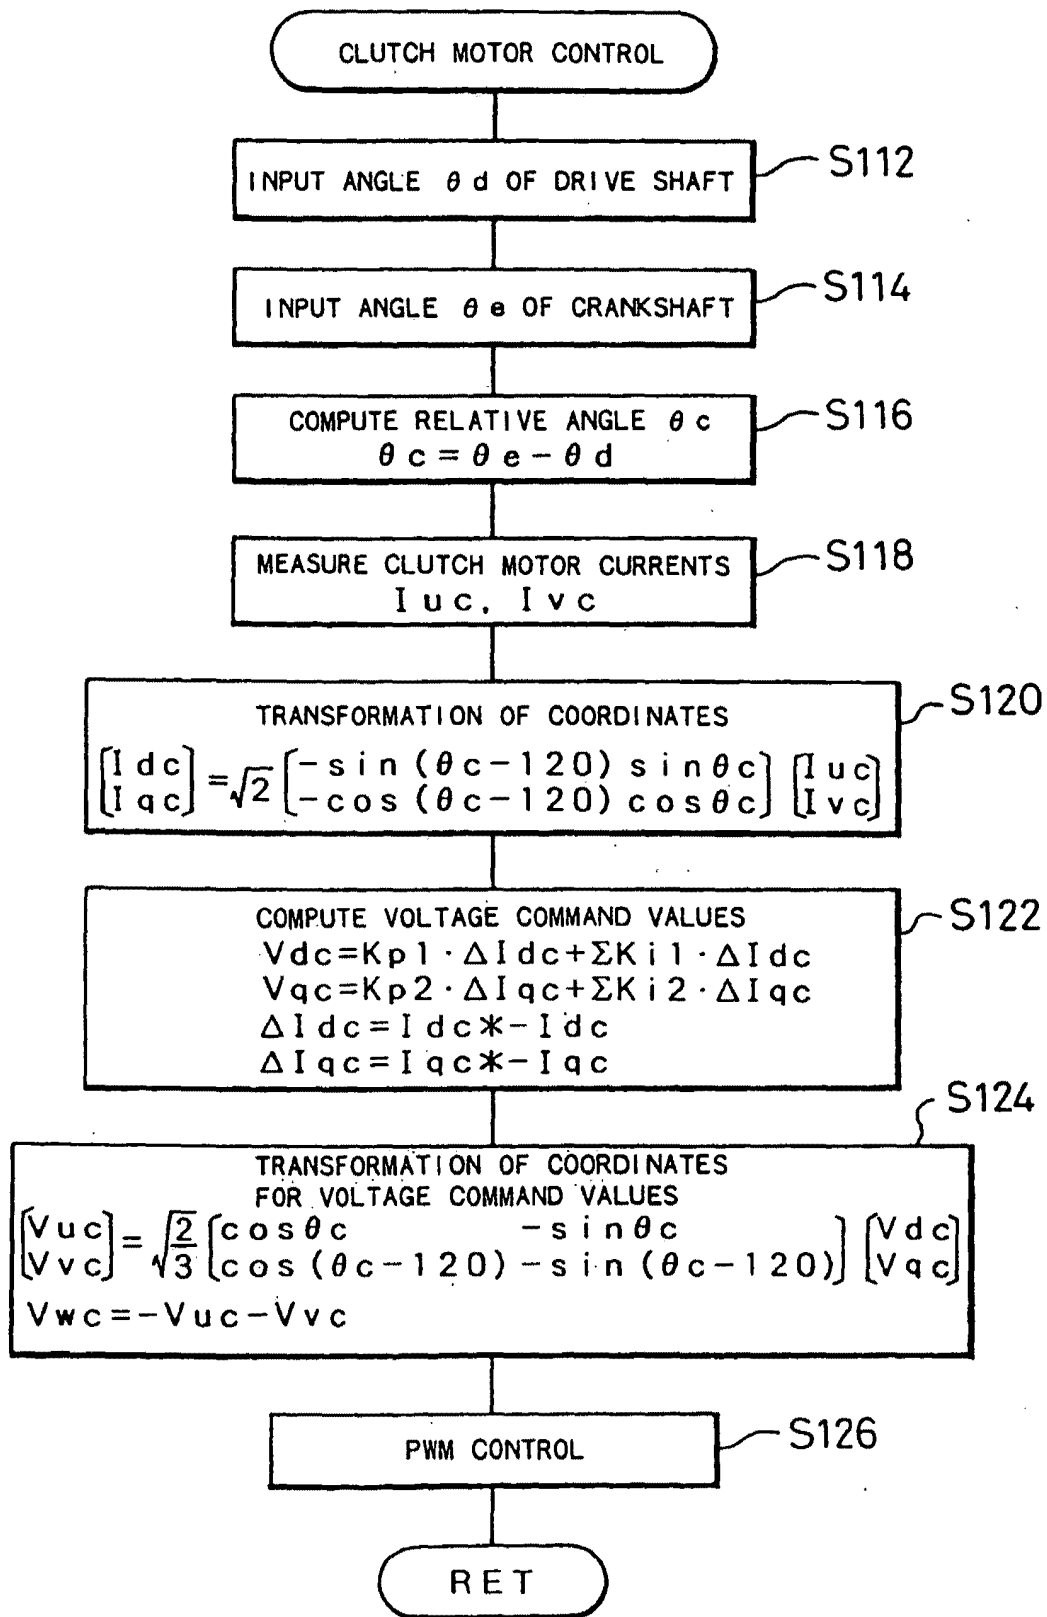 CLUTCH MOTOR CONTROL
INPUT ANGLE θd OF DRIVE SHAFT
S112
INPUT ANGLE θe OF CRANKSHAFT
S114
COMPUTE RELATIVE ANGLE θc
θc=θe-θd
S116
MEASURE CLUTCH MOTOR CURRENTS
Iuc, Ivc
S118
TRANSFORMATION OF COORDINATES
S120
[Idc] =√2 [-sin(θc-120) sinθc] [Iuc]
[Iqc] [-cos(θc-120) cosθc] [Ivc]
COMPUTE VOLTAGE COMMAND VALUES
S122
Vdc=Kp1·ΔIdc+ΣKi1·ΔIdc
Vqc=Kp2·ΔIqc+ΣKi2·ΔIqc
ΔIdc=Idc*-Idc
ΔIqc=Iqc*-Iqc
S124
TRANSFORMATION OF COORDINATES
FOR VOLTAGE COMMAND VALUES
[Vuc] = √2/3 [cosθc -sinθc] [Vdc]
[Vvc] [cos(θc-120)-sin(θc-120)] [Vqc]
Vwc=-Vuc-Vvc
PWM CONTROL
S126
RET